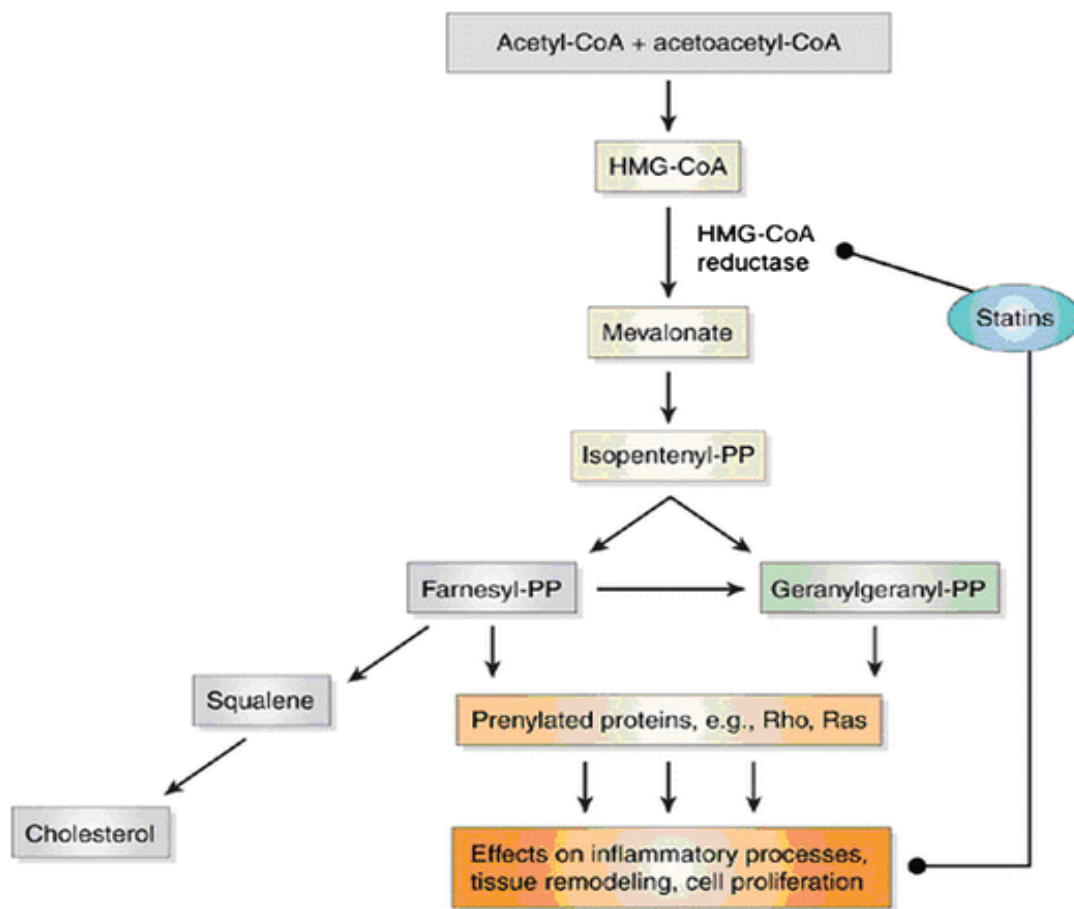 Acetyl-CoA + acetoacetyl-CoA
HMG-CoA
HMG-CoA
reductase
Statins
Mevalonate
Isopentenyl-PP
Farnesyl-PP
Geranylgeranyl-PP
Squalene
Prenylated proteins, e.g., Rho, Ras
Cholesterol
Effects on inflammatory processes,
tissue remodeling, cell proliferation